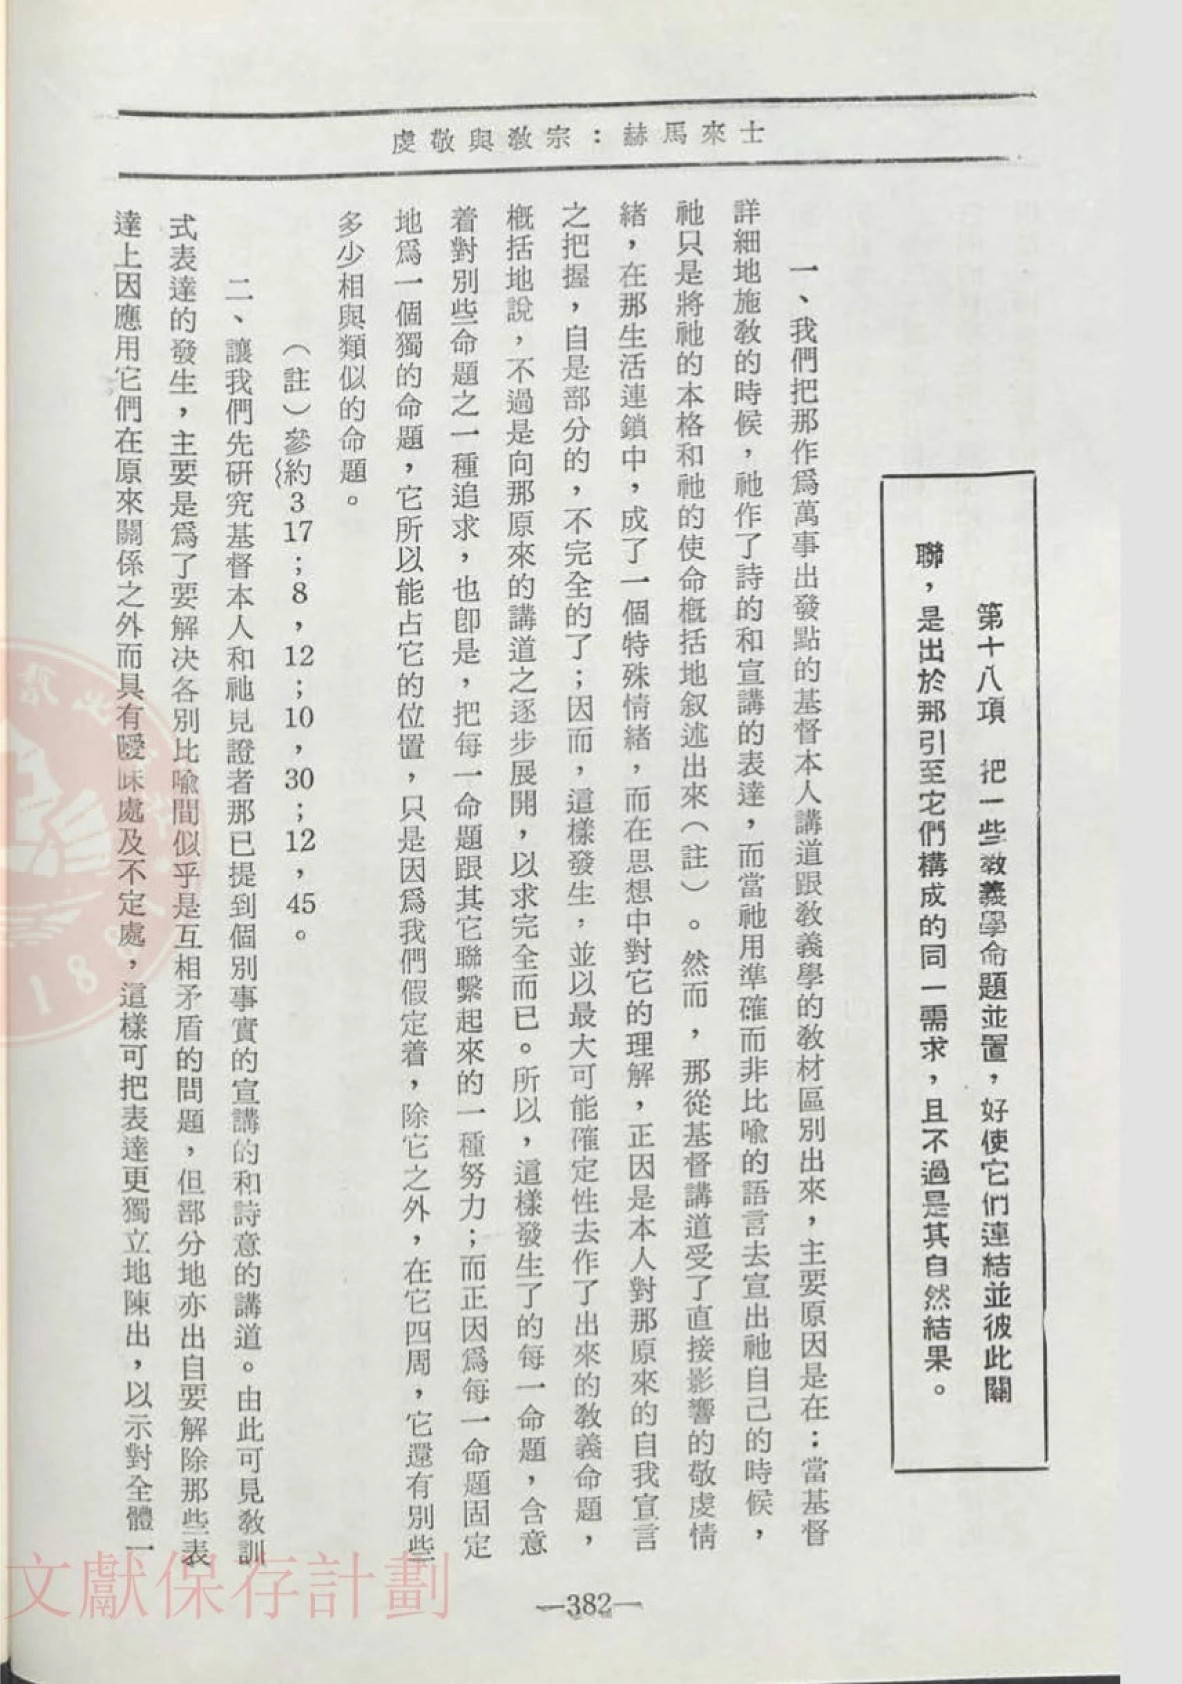 士來馬赫：宗教與敬虔
第十八項　把一些教義學命題並置，好使它們連結並彼此關
聯，是出於那引至它們構成的同一需求，且不過是其自然結果。
一、我們把那作爲萬事出發點的基督本人講道跟教義學的教材區別出來，主要原因是在：當基督
詳細地施教的時候，祂作了詩的和宣講的表達，而當祂用準確而非比喩的語言去宣出祂自己的時候，
祂只是將祂的本格和祂的使命概括地叙述出來（註）。然而，那從基督講道受了直接影響的敬虔情
緒，在那生活連鎖中，成了一個特殊情緒，而在思想中對它的理解，正因是本人對那原來的自我宣言
之把握，自是部分的，不完全的了；因而，這樣發生，並以最大可能確定性去作了出來的教義命題，
概括地說，不過是向那原來的講道之逐步展開，以求完全而已。所以，這樣發生了的每一命題，含意
着對別些命題之一種追求，也卽是，把每一命題跟其它聯繫起來的一種努力；而正因爲每一命題固定
地爲一個獨的命題，它所以能占它的位置，只是因爲我們假定着，除它之外，在它四周，它還有別些
多少相與類似的命題。
（註）參約3 17；8，12；10，30；12，45。
二、讓我們先研究基督本人和祂見證者那已提到個別事實的宣講的和詩意的講道。由此可見教訓
式表達的發生，主要是爲了要解决各別比喩間似乎是互相矛盾的問題，但部分地亦出自要解除那些表
達上因應用它們在原來關係之外而具有曖昧處及不定處，這樣可把表達更獨立地陳出，以示對全體一
—382—
文獻保存計劃